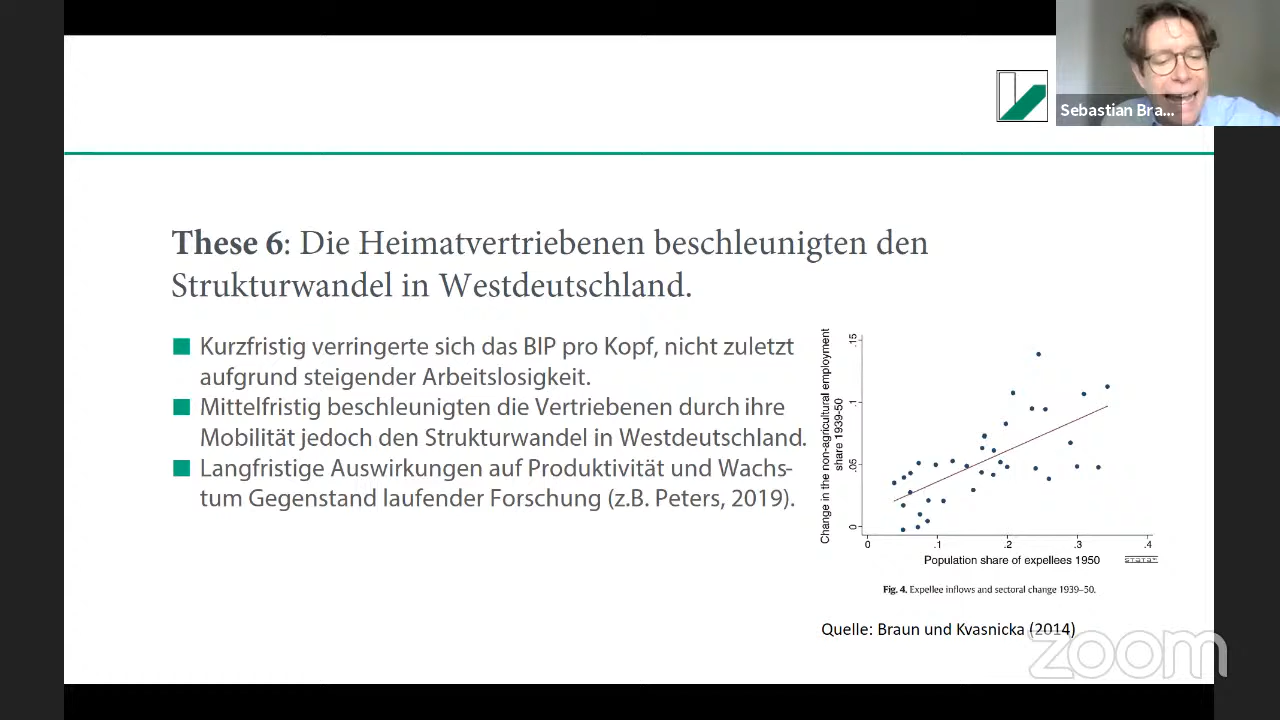 Sebastian Bra...
These 6: Die Heimatvertriebenen beschleunigten den
Strukturwandel in Westdeutschland.
Kurzfristig verringerte sich das BIP pro Kopf, nicht zuletzt
aufgrund steigender Arbeitslosigkeit.
Mittelfristig beschleunigten die Vertriebenen durch ihre
Mobilität jedoch den Strukturwandel in Westdeutschland.
Langfristige Auswirkungen auf Produktivität und Wachs-
tum Gegenstand laufender Forschung (z.B. Peters, 2019).
Change in the non-agricultural employment
share 1939-50
.15
.1
.05
0
0 .1 .2 .3 .4
Population share of expellees 1950
STATA
Fig. 4. Expellee inflows and sectoral change 1939–50.
Quelle: Braun und Kvasnicka (2014)
zoom